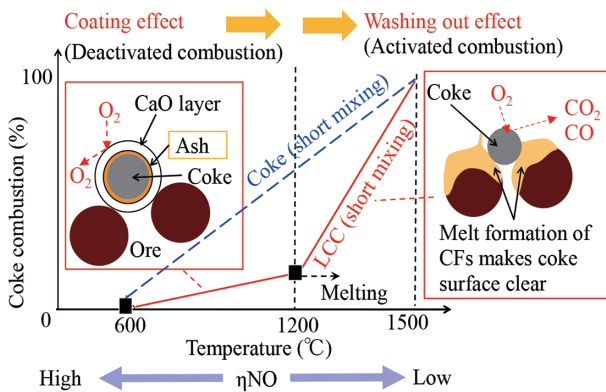 Coating effect
(Deactivated combustion)
Washing out effect
(Activated combustion)
Coke combustion (%)
100
0
O2
O2
CaO layer
Ash
Coke
Ore
Coke (short mixing)
LCC (short mixing)
Melting
Coke
O2
CO2
CO
Melt formation of
CFs makes coke
surface clear
600
1200
1500
Temperature (℃)
High
ηNO
Low